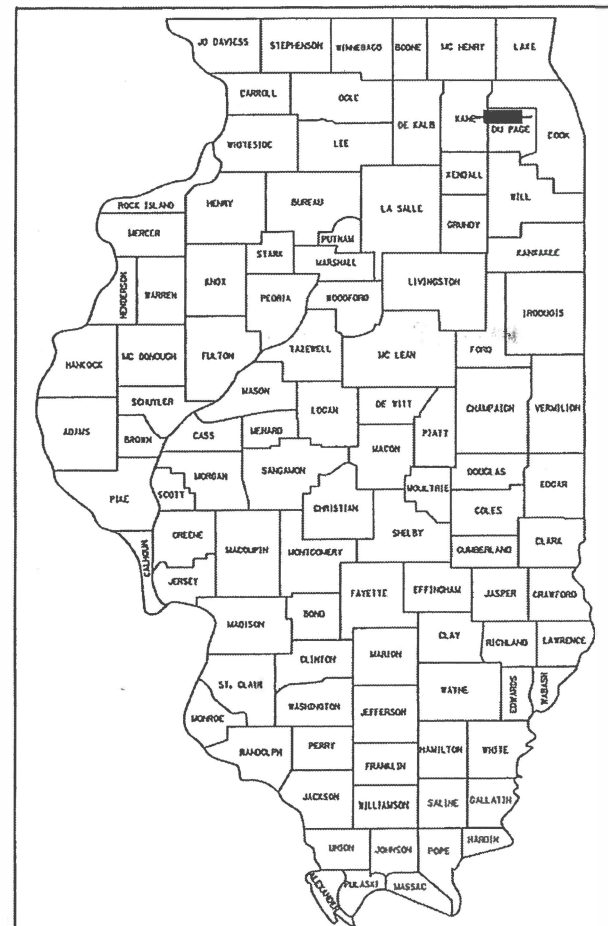 JO DAVIESS
STEPHENSON
WINNEBAGO
BOONE
MC HENRY
LAKE
CARROLL
OGLE
DE KALB
KANE
DU PAGE
COOK
WHITESIDE
LEE
KENDALL
WILL
ROCK ISLAND
HENRY
BUREAU
LA SALLE
GRUNDY
MERCER
PUTNAM
KANKAKEE
STARK
MARSHALL
HENDERSON
WARREN
KNOX
PEORIA
WOODFORD
LIVINGSTON
IROQUOIS
HANCOCK
MC DONOUGH
FULTON
TAZEWELL
MC LEAN
FORD
SCHUYLER
MASON
LOGAN
DE WITT
CHAMPAIGN
VERMILION
ADAMS
BROWN
CASS
MENARD
MACON
PIATT
PIKE
SCOTT
MORGAN
SANGAMON
CHRISTIAN
MOULTRIE
DOUGLAS
EDGAR
COLES
CALHOUN
GREENE
MACOUPIN
MONTGOMERY
SHELBY
CUMBERLAND
CLARK
JERSEY
FAYETTE
EFFINGHAM
JASPER
CRAWFORD
MADISON
BOND
CLAY
RICHLAND
LAWRENCE
CLINTON
MARION
ST. CLAIR
WAYNE
EDWARDS
WABASH
MONROE
WASHINGTON
JEFFERSON
RANDOLPH
PERRY
HAMILTON
WHITE
FRANKLIN
JACKSON
WILLIAMSON
SALINE
GALLATIN
UNION
JOHNSON
POPE
HARDIN
ALEXANDER
PULASKI
MASSAC